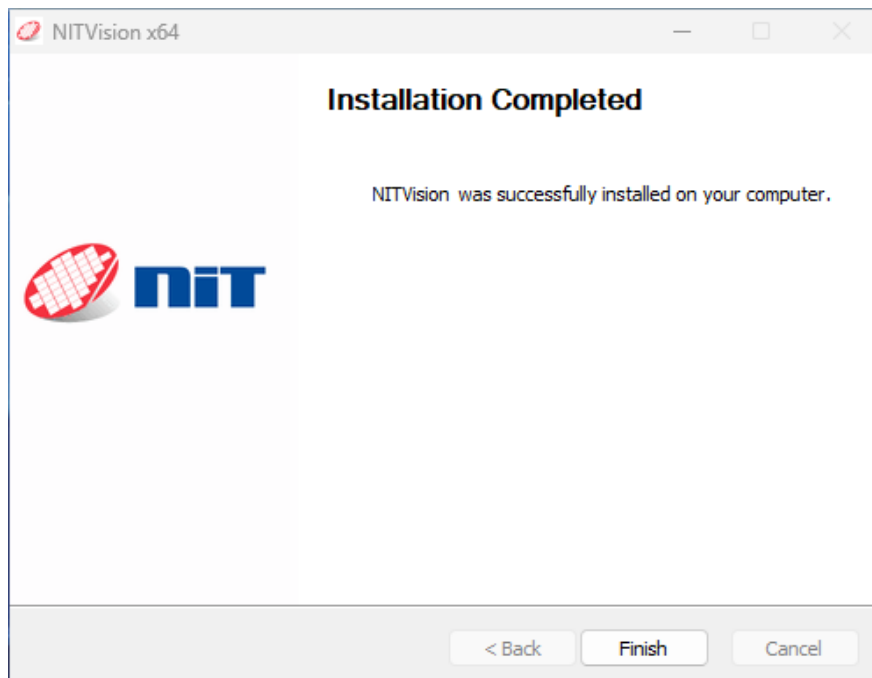 NITVision x64
Installation Completed
NITVision was successfully installed on your computer.
NiT
< Back
Finish
Cancel